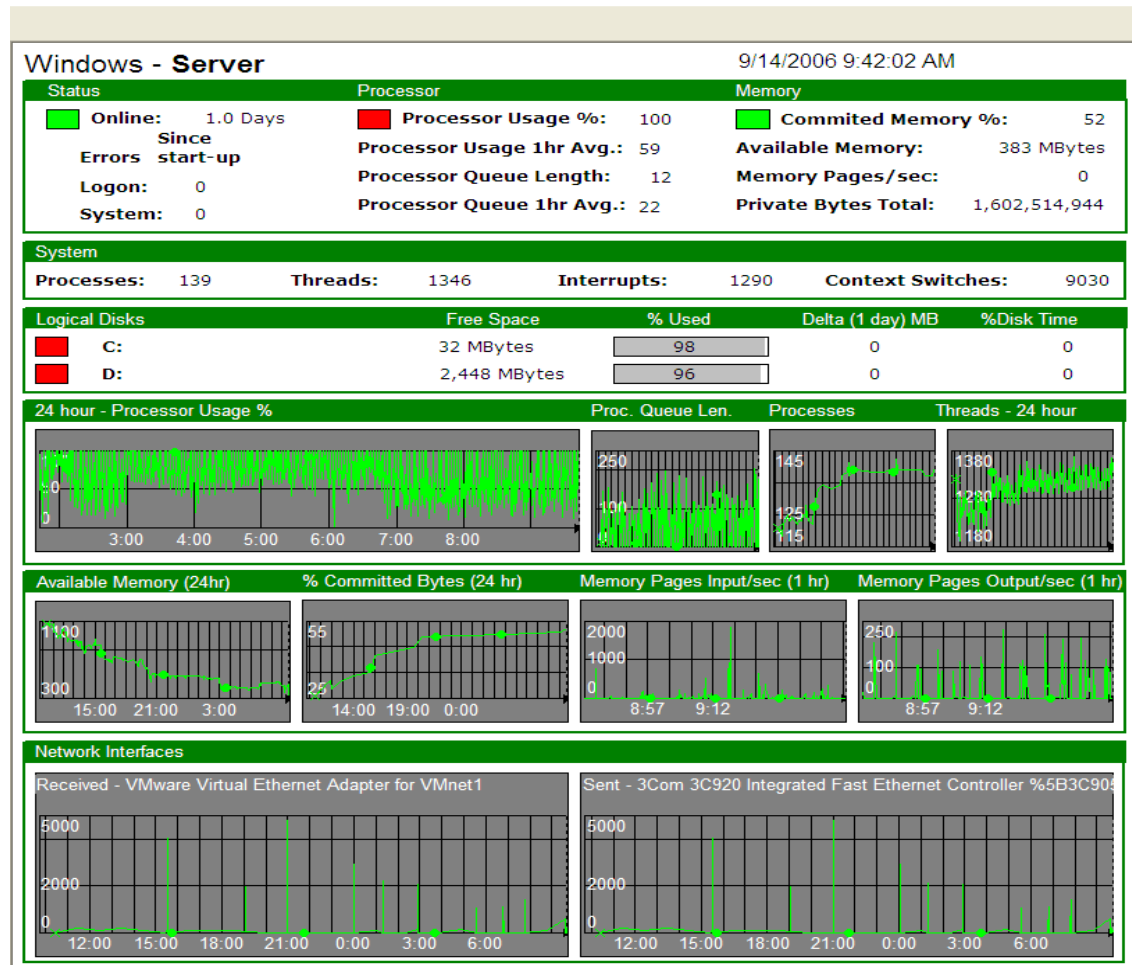 Windows - Server 9/14/2006 9:42:02 AM
Status Processor Memory
Online: 1.0 Days Processor Usage %: 100 Commited Memory %: 52
Since
Errors start-up Processor Usage 1hr Avg.: 59 Available Memory: 383 MBytes
Logon: 0 Processor Queue Length: 12 Memory Pages/sec: 0
System: 0 Processor Queue 1hr Avg.: 22 Private Bytes Total: 1,602,514,944
System
Processes: 139 Threads: 1346 Interrupts: 1290 Context Switches: 9030
Logical Disks Free Space % Used Delta (1 day) MB %Disk Time
C: 32 MBytes 98 0 0
D: 2,448 MBytes 96 0 0
24 hour - Processor Usage % Proc. Queue Len. Processes Threads - 24 hour
250 145 1380
100 125 1280
0 115 1180
3:00 4:00 5:00 6:00 7:00 8:00
Available Memory (24hr) % Committed Bytes (24 hr) Memory Pages Input/sec (1 hr) Memory Pages Output/sec (1 hr)
1100 55 2000 250
1000 100
300 25 0 0
15:00 21:00 3:00 14:00 19:00 0:00 8:57 9:12 8:57 9:12
Network Interfaces
Received - VMware Virtual Ethernet Adapter for VMnet1 Sent - 3Com 3C920 Integrated Fast Ethernet Controller %5B3C905
5000 5000
2000 2000
0 0
12:00 15:00 18:00 21:00 0:00 3:00 6:00 12:00 15:00 18:00 21:00 0:00 3:00 6:00